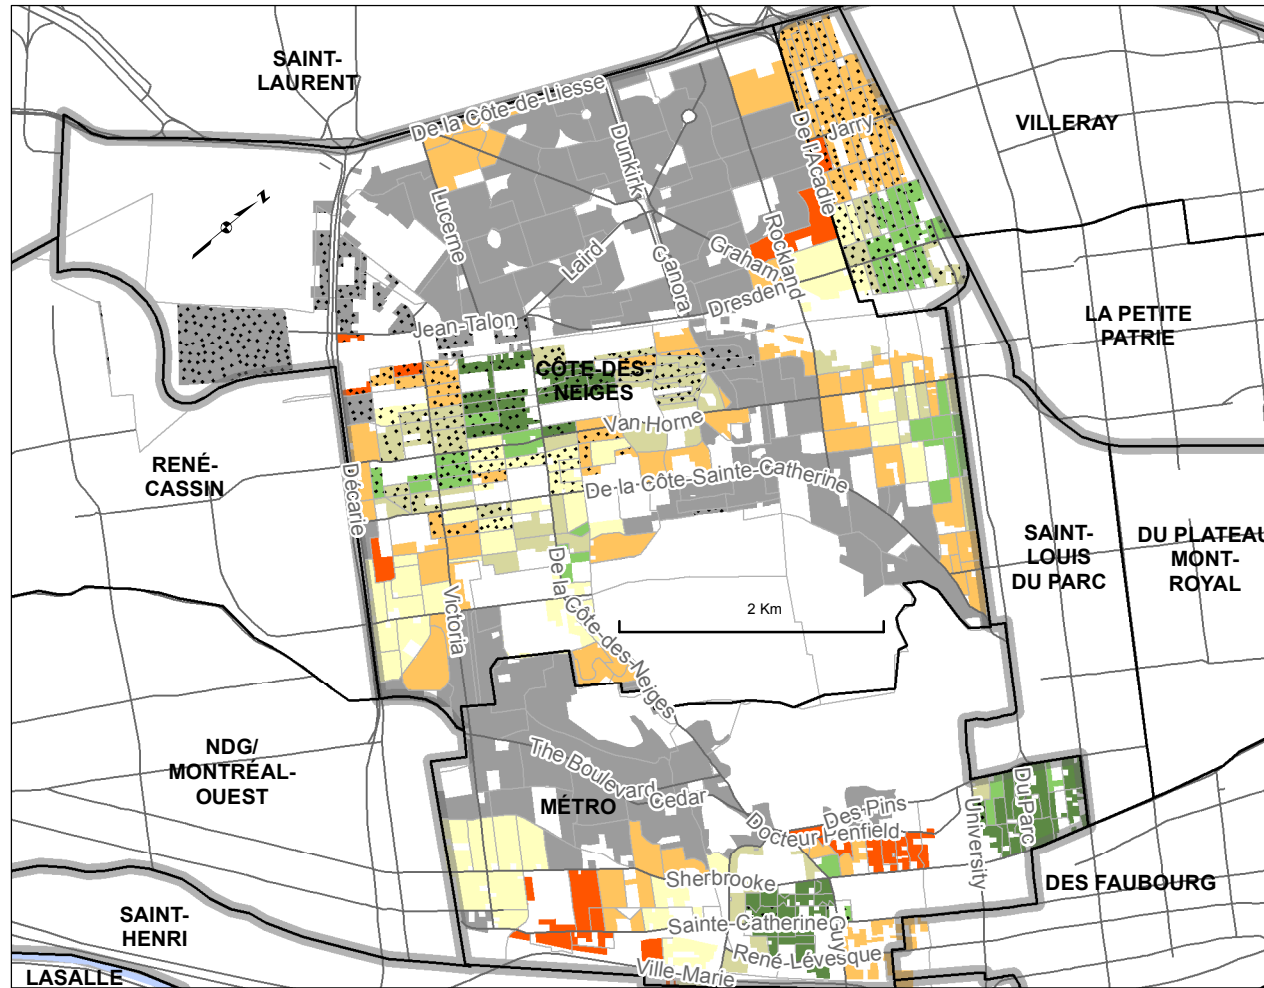 SAINT-
LAURENT
De la Côte-de-Liesse
Dunkirk
De l'Acadie
Jarry
VILLERAY
N
Lucerne
Laird
Canora
Graham
Rockland
Dresden
Jean-Talon
LA PETITE
PATRIE
CÔTE-DES-
NEIGES
Van Horne
RENÉ-
CASSIN
Décarie
De la Côte-Sainte-Catherine
SAINT-
LOUIS
DU PARC
DU PLATEAU
MONT-
ROYAL
Victoria
De la Côte-des-Neiges
2 Km
NDG/
MONTRÉAL-
OUEST
The Boulevard
Cedar
MÉTRO
Des Pins
Docteur Penfield
University
Du Parc
Sherbrooke
DES FAUBOURG
SAINT-
HENRI
Sainte-Catherine
Guy
René-Lévesque
Ville-Marie
LASALLE